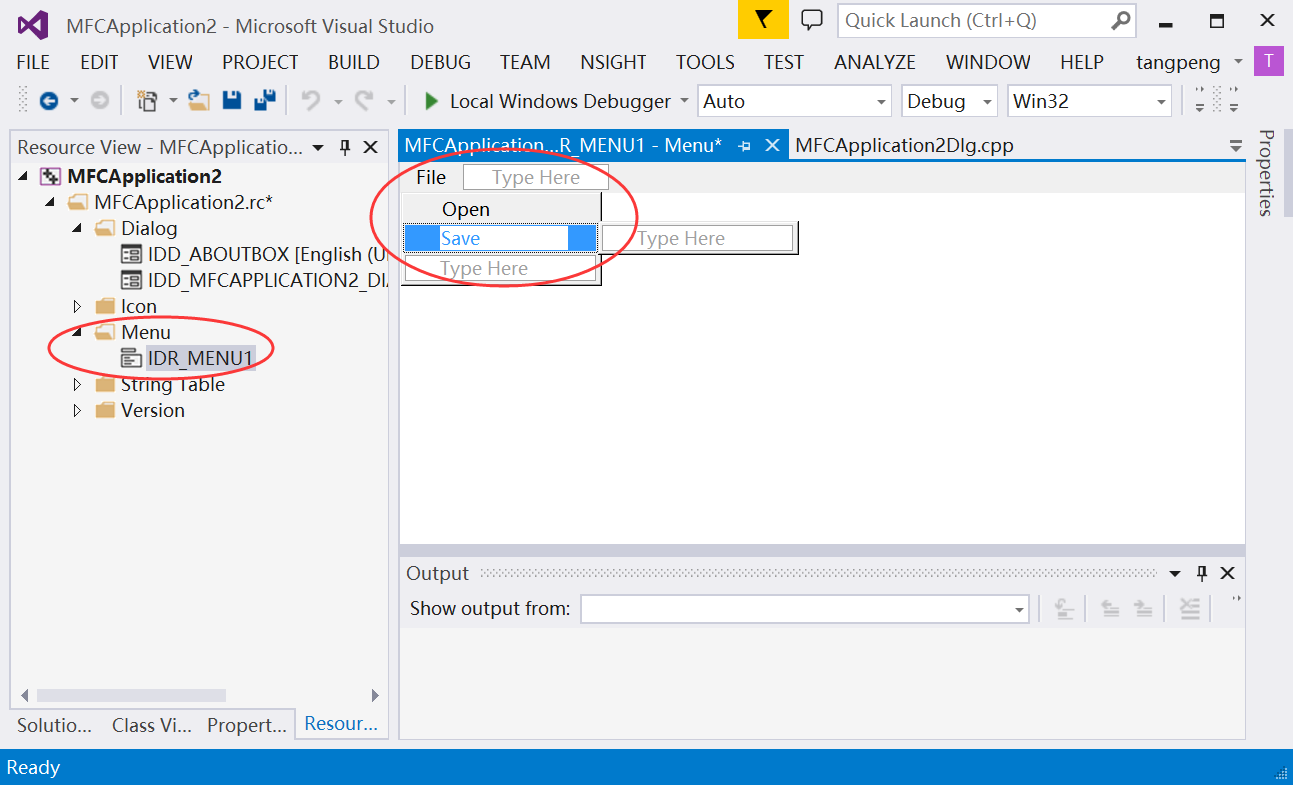 MFCApplication2 - Microsoft Visual Studio
Quick Launch (Ctrl+Q)
FILE EDIT VIEW PROJECT BUILD DEBUG TEAM NSIGHT TOOLS TEST ANALYZE WINDOW HELP tangpeng T
Local Windows Debugger Auto Debug Win32
Resource View - MFCApplicatio...
MFCApplication2
MFCApplication2.rc*
Dialog
IDD_ABOUTBOX [English (U
IDD_MFCAPPLICATION2_DI
Icon
Menu
IDR_MENU1
String Table
Version
Solutio... Class Vi... Propert... Resour...
MFCApplication...R_MENU1 - Menu* MFCApplication2Dlg.cpp
File Type Here
Open
Save Type Here
Type Here
Properties
Output
Show output from:
Ready